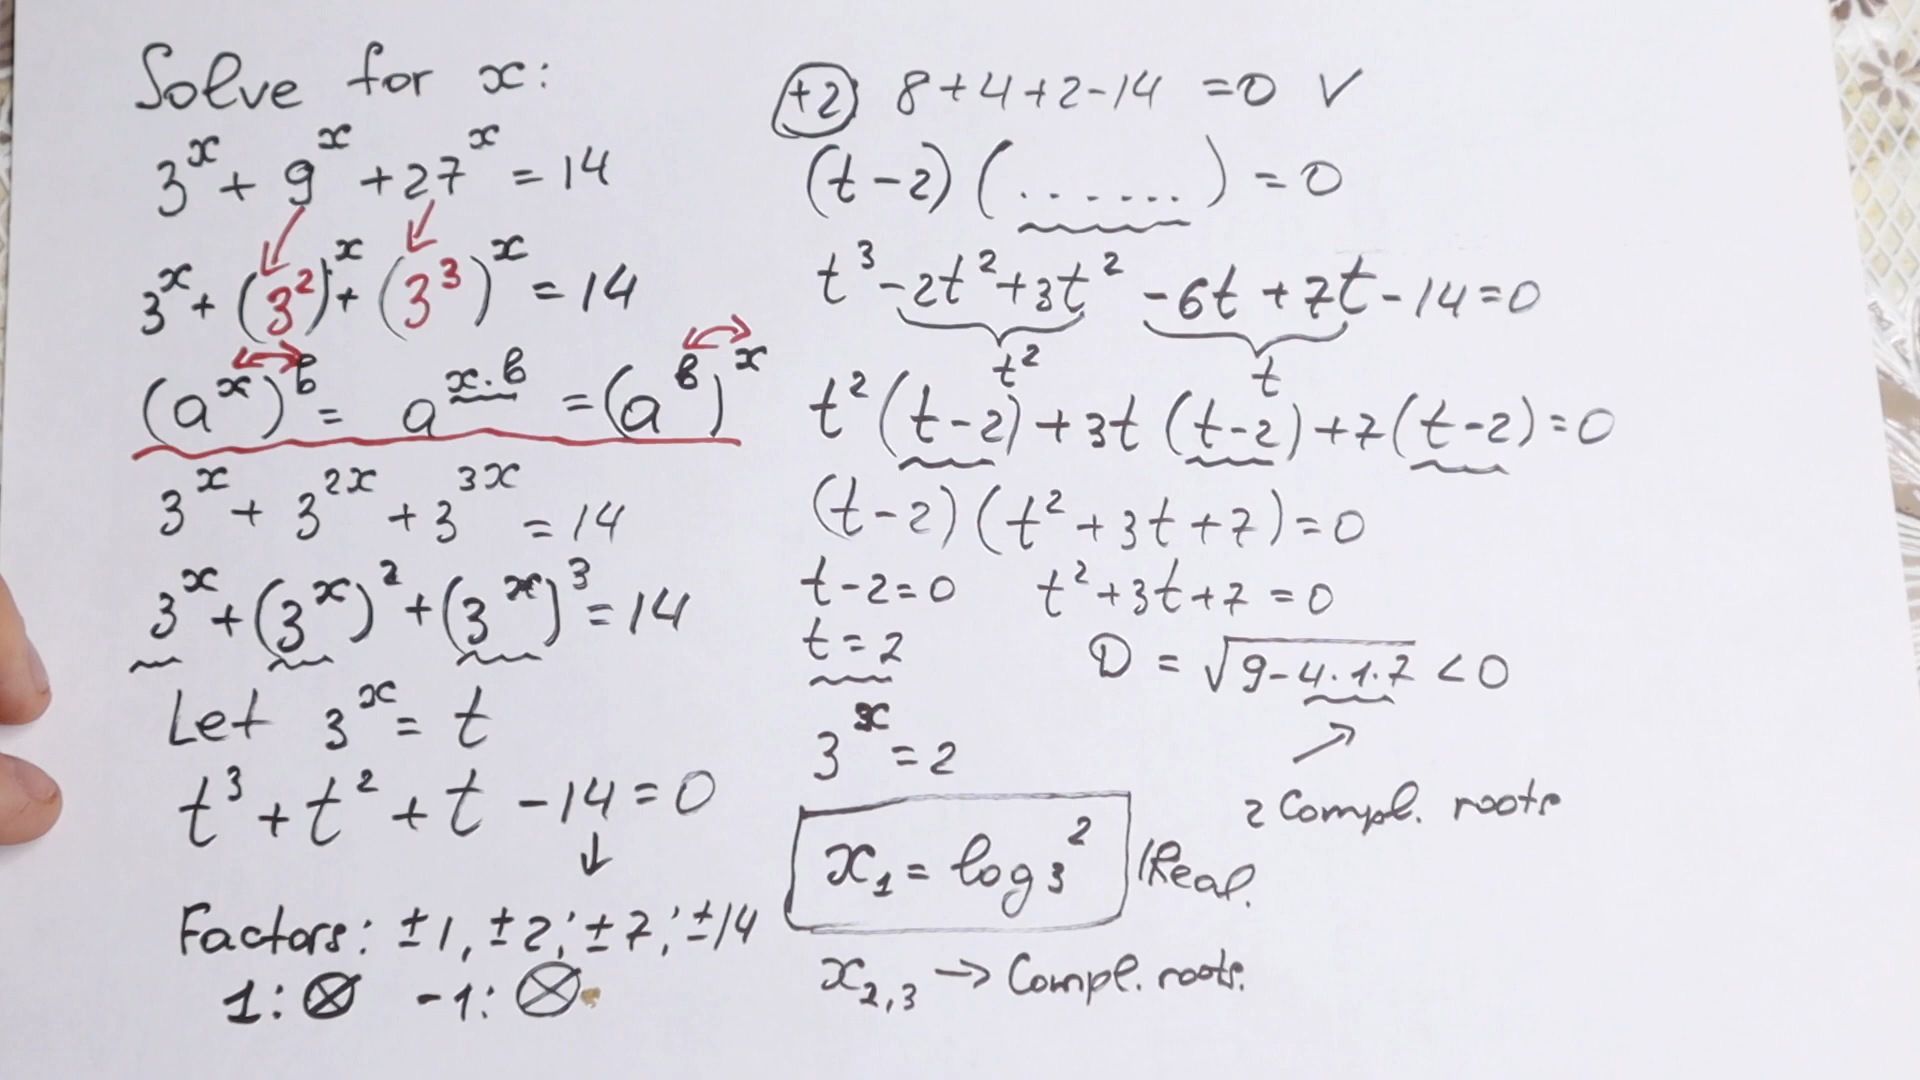 Solve for x:
3^x + 9^x + 27^x = 14
3^x + (3^2)^x + (3^3)^x = 14
(a^x)^b = a^(x·b) = (a^b)^x
3^x + 3^(2x) + 3^(3x) = 14
3^x + (3^x)^2 + (3^x)^3 = 14
Let 3^x = t
t^3 + t^2 + t - 14 = 0
↓
Factors: ±1, ±2; ±7; ±14
1: ⊗ -1: ⊗
+2 8+4+2-14 = 0 √
(t-2)(.......) = 0
t^3 - 2t^2 + 3t^2 - 6t + 7t - 14 = 0
t^2 t
t^2(t-2) + 3t(t-2) + 7(t-2) = 0
(t-2)(t^2 + 3t + 7) = 0
t-2=0 t^2+3t+7 = 0
t = 2 D = √(9-4·1·7) < 0
3^x = 2
2 Compl. roots
x_1 = log_3 2 Real.
x_2,3 → Compl. roots.